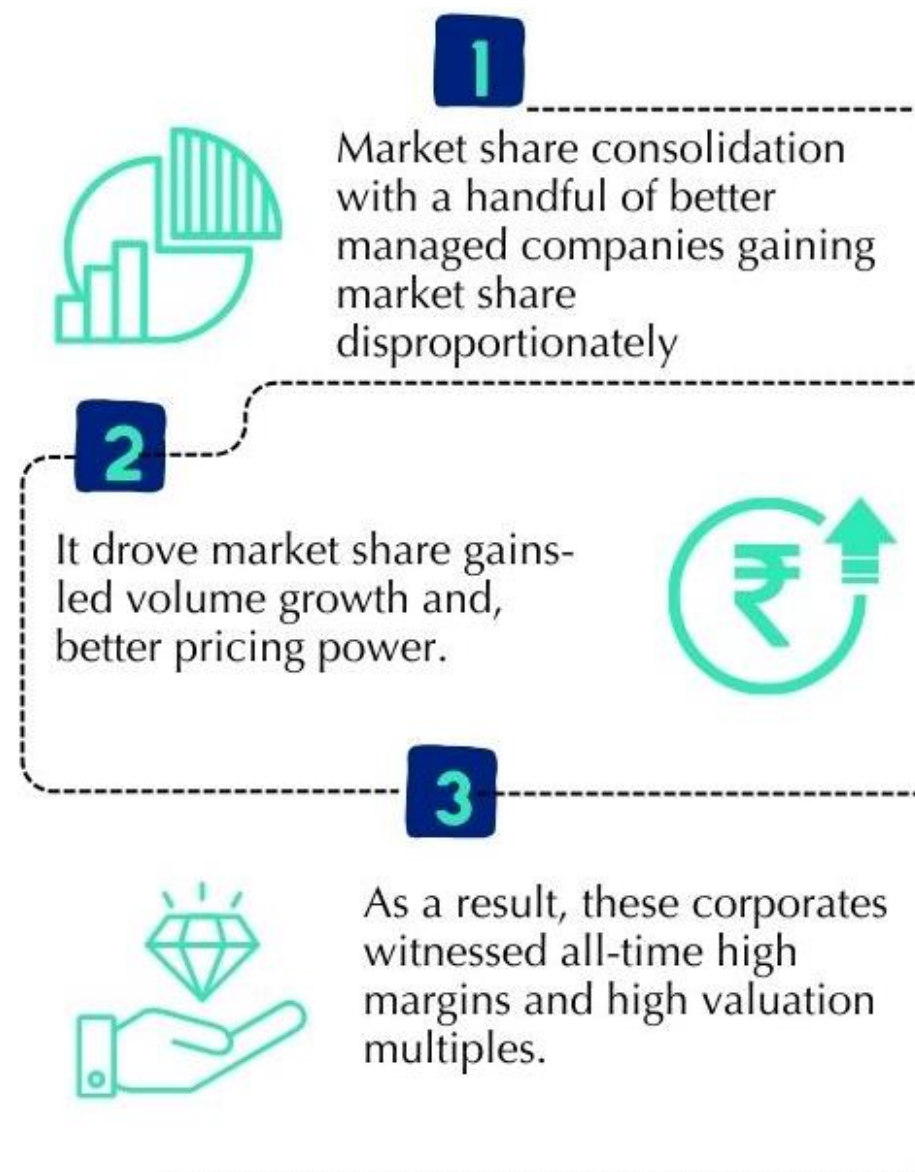 1
Market share consolidation
with a handful of better
managed companies gaining
market share
disproportionately
2
It drove market share gains-
led volume growth and,
better pricing power.
₹
3
As a result, these corporates
witnessed all-time high
margins and high valuation
multiples.